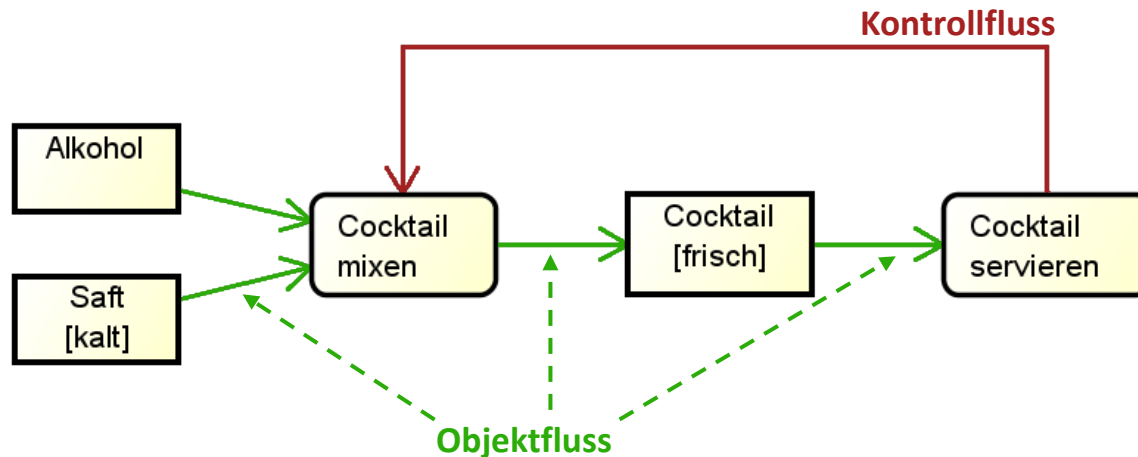 Kontrollfluss
Alkohol
Saft
[kalt]
Cocktail
mixen
Cocktail
[frisch]
Cocktail
servieren
Objektfluss